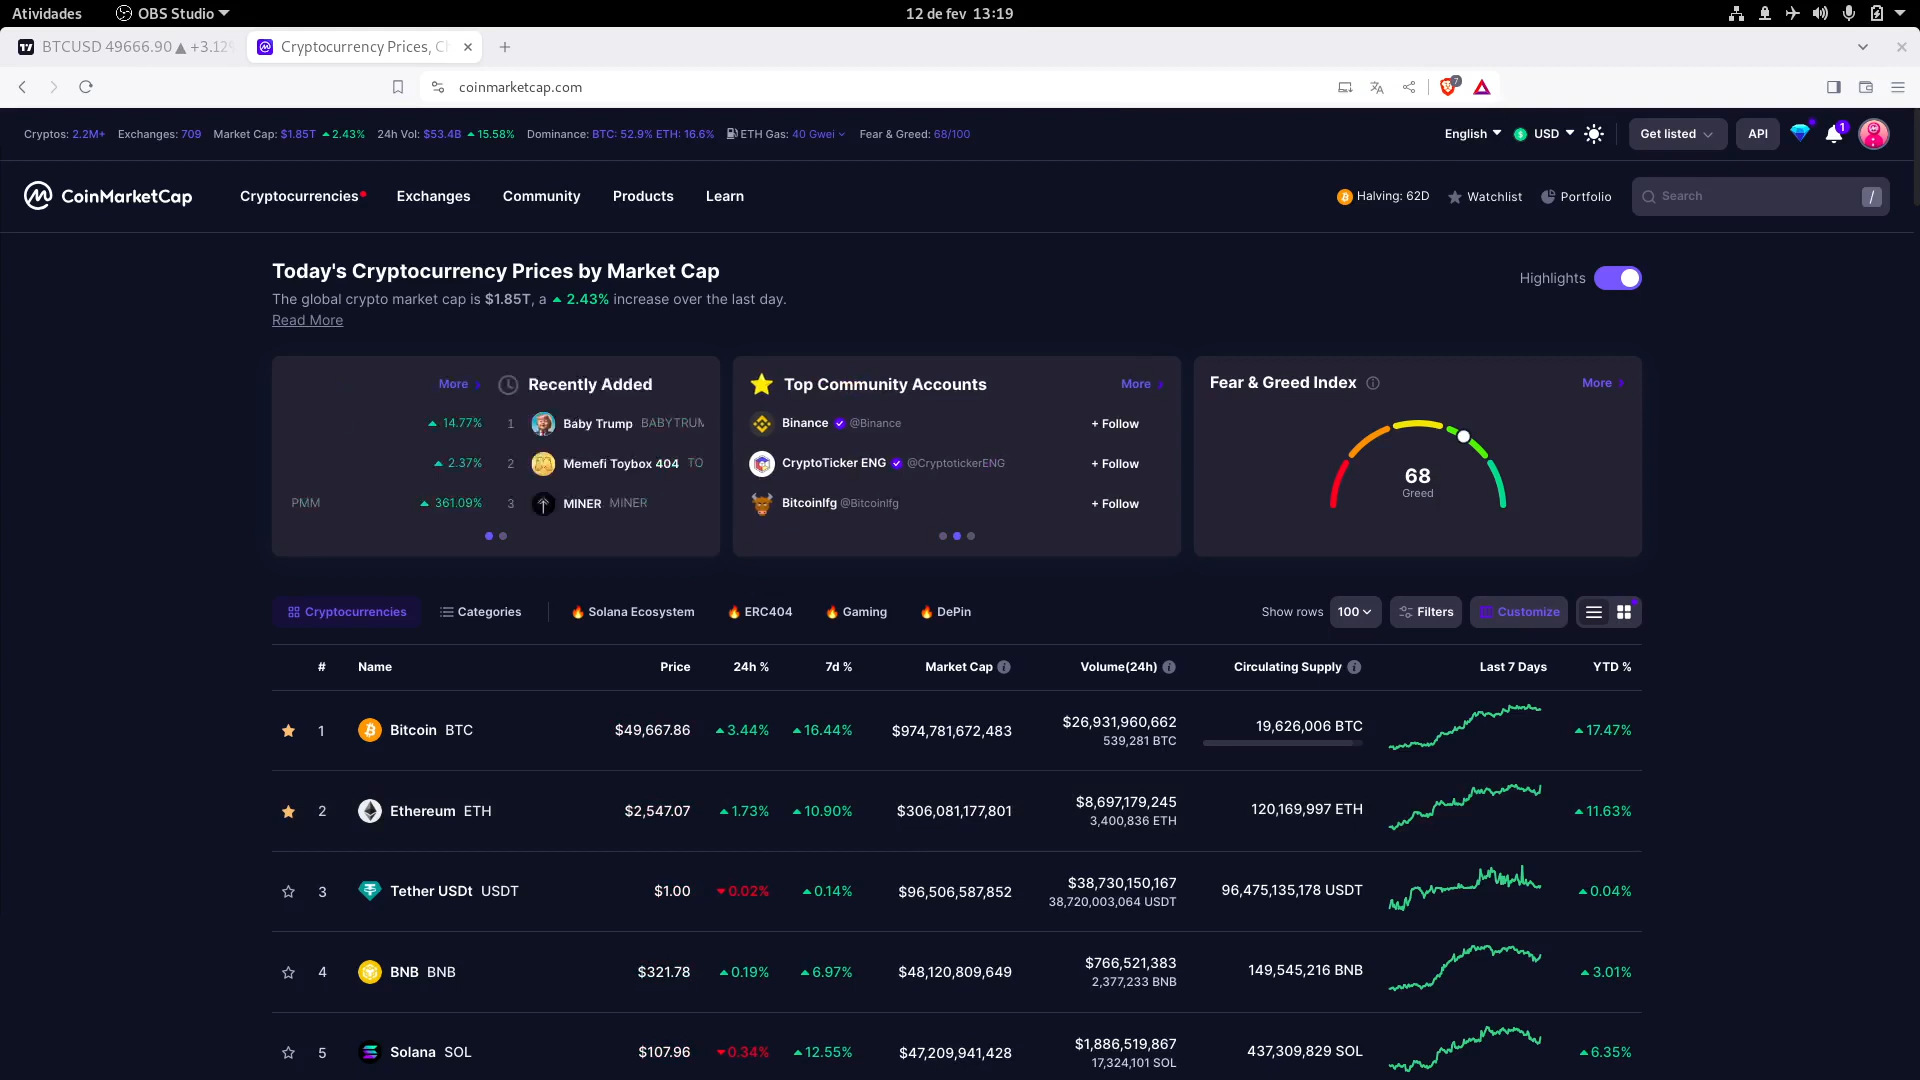 Atividades
OBS Studio
12 de fev 13:19
BTCUSD 49666.90 ▲ +3.12%
Cryptocurrency Prices, Ch
coinmarketcap.com
7
Cryptos: 2.2M+ Exchanges: 709 Market Cap: $1.85T 2.43% 24h Vol: $53.4B 15.58% Dominance: BTC: 52.9% ETH: 16.6% ETH Gas: 40 Gwei Fear & Greed: 68/100
English USD Get listed API 1
CoinMarketCap
Cryptocurrencies Exchanges Community Products Learn
Halving: 62D Watchlist Portfolio Search /
Today's Cryptocurrency Prices by Market Cap
Highlights
The global crypto market cap is $1.85T, a 2.43% increase over the last day.
Read More
More
14.77%
2.37%
PMM 361.09%
Recently Added
1 Baby Trump BABYTRUM
2 Memefi Toybox 404 TO
3 MINER MINER
Top Community Accounts More
Binance @Binance + Follow
CryptoTicker ENG @CryptotickerENG + Follow
Bitcoinlfg @Bitcoinlfg + Follow
Fear & Greed Index More
68
Greed
Cryptocurrencies Categories Solana Ecosystem ERC404 Gaming DePin
Show rows 100 Filters Customize
# Name Price 24h % 7d % Market Cap Volume(24h) Circulating Supply Last 7 Days YTD %
1 Bitcoin BTC $49,667.86 3.44% 16.44% $974,781,672,483 $26,931,960,662 19,626,006 BTC 17.47%
539,281 BTC
2 Ethereum ETH $2,547.07 1.73% 10.90% $306,081,177,801 $8,697,179,245 120,169,997 ETH 11.63%
3,400,836 ETH
3 Tether USDt USDT $1.00 0.02% 0.14% $96,506,587,852 $38,730,150,167 96,475,135,178 USDT 0.04%
38,720,003,064 USDT
4 BNB BNB $321.78 0.19% 6.97% $48,120,809,649 $766,521,383 149,545,216 BNB 3.01%
2,377,233 BNB
5 Solana SOL $107.96 0.34% 12.55% $47,209,941,428 $1,886,519,867 437,309,829 SOL 6.35%
17,324,101 SOL